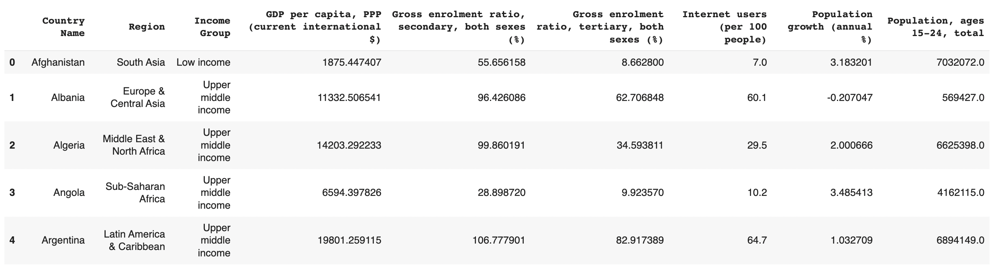 Country Name Region Income Group GDP per capita, PPP (current international $) Gross enrolment ratio, secondary, both sexes (%) Gross enrolment ratio, tertiary, both sexes (%) Internet users (per 100 people) Population growth (annual %) Population, ages 15-24, total
0 Afghanistan South Asia Low income 1875.447407 55.656158 8.662800 7.0 3.183201 7032072.0
1 Albania Europe & Central Asia Upper middle income 11332.506541 96.426086 62.706848 60.1 -0.207047 569427.0
2 Algeria Middle East & North Africa Upper middle income 14203.292233 99.860191 34.593811 29.5 2.000666 6625398.0
3 Angola Sub-Saharan Africa Upper middle income 6594.397826 28.898720 9.923570 10.2 3.485413 4162115.0
4 Argentina Latin America & Caribbean Upper middle income 19801.259115 106.777901 82.917389 64.7 1.032709 6894149.0